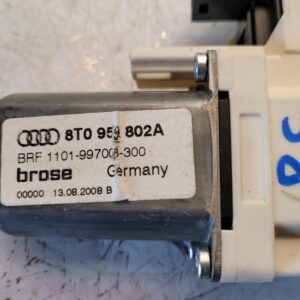 8T0 959 802A
BRF 1101-99706-300
brose Germany
00000 13.08.2008 B